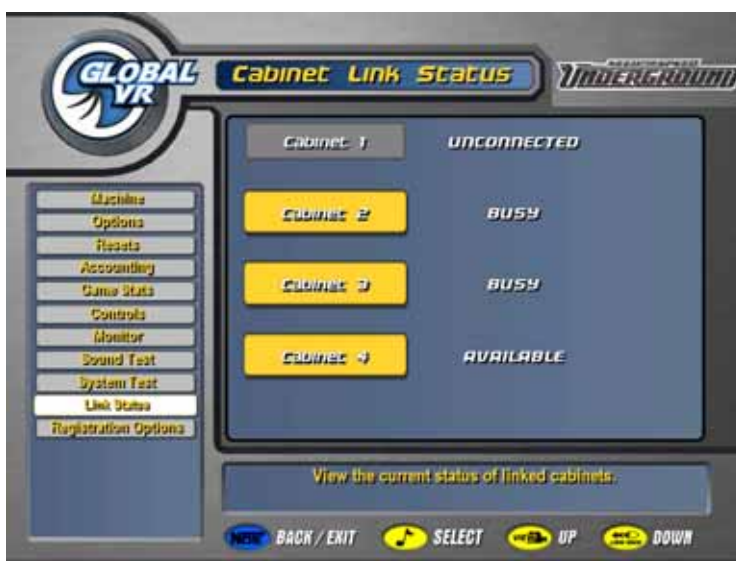 GLOBAL
VR
Cabinet Link Status
UNDERGROUND
Cabinet 1 UNCONNECTED
Cabinet 2 BUSY
Cabinet 3 BUSY
Cabinet 4 AVAILABLE
Machine
Options
Resets
Accounting
Game Stats
Controls
Monitor
Sound Test
System Test
Link Status
Registration Options
View the current status of linked cabinets.
BACK / EXIT SELECT UP DOWN